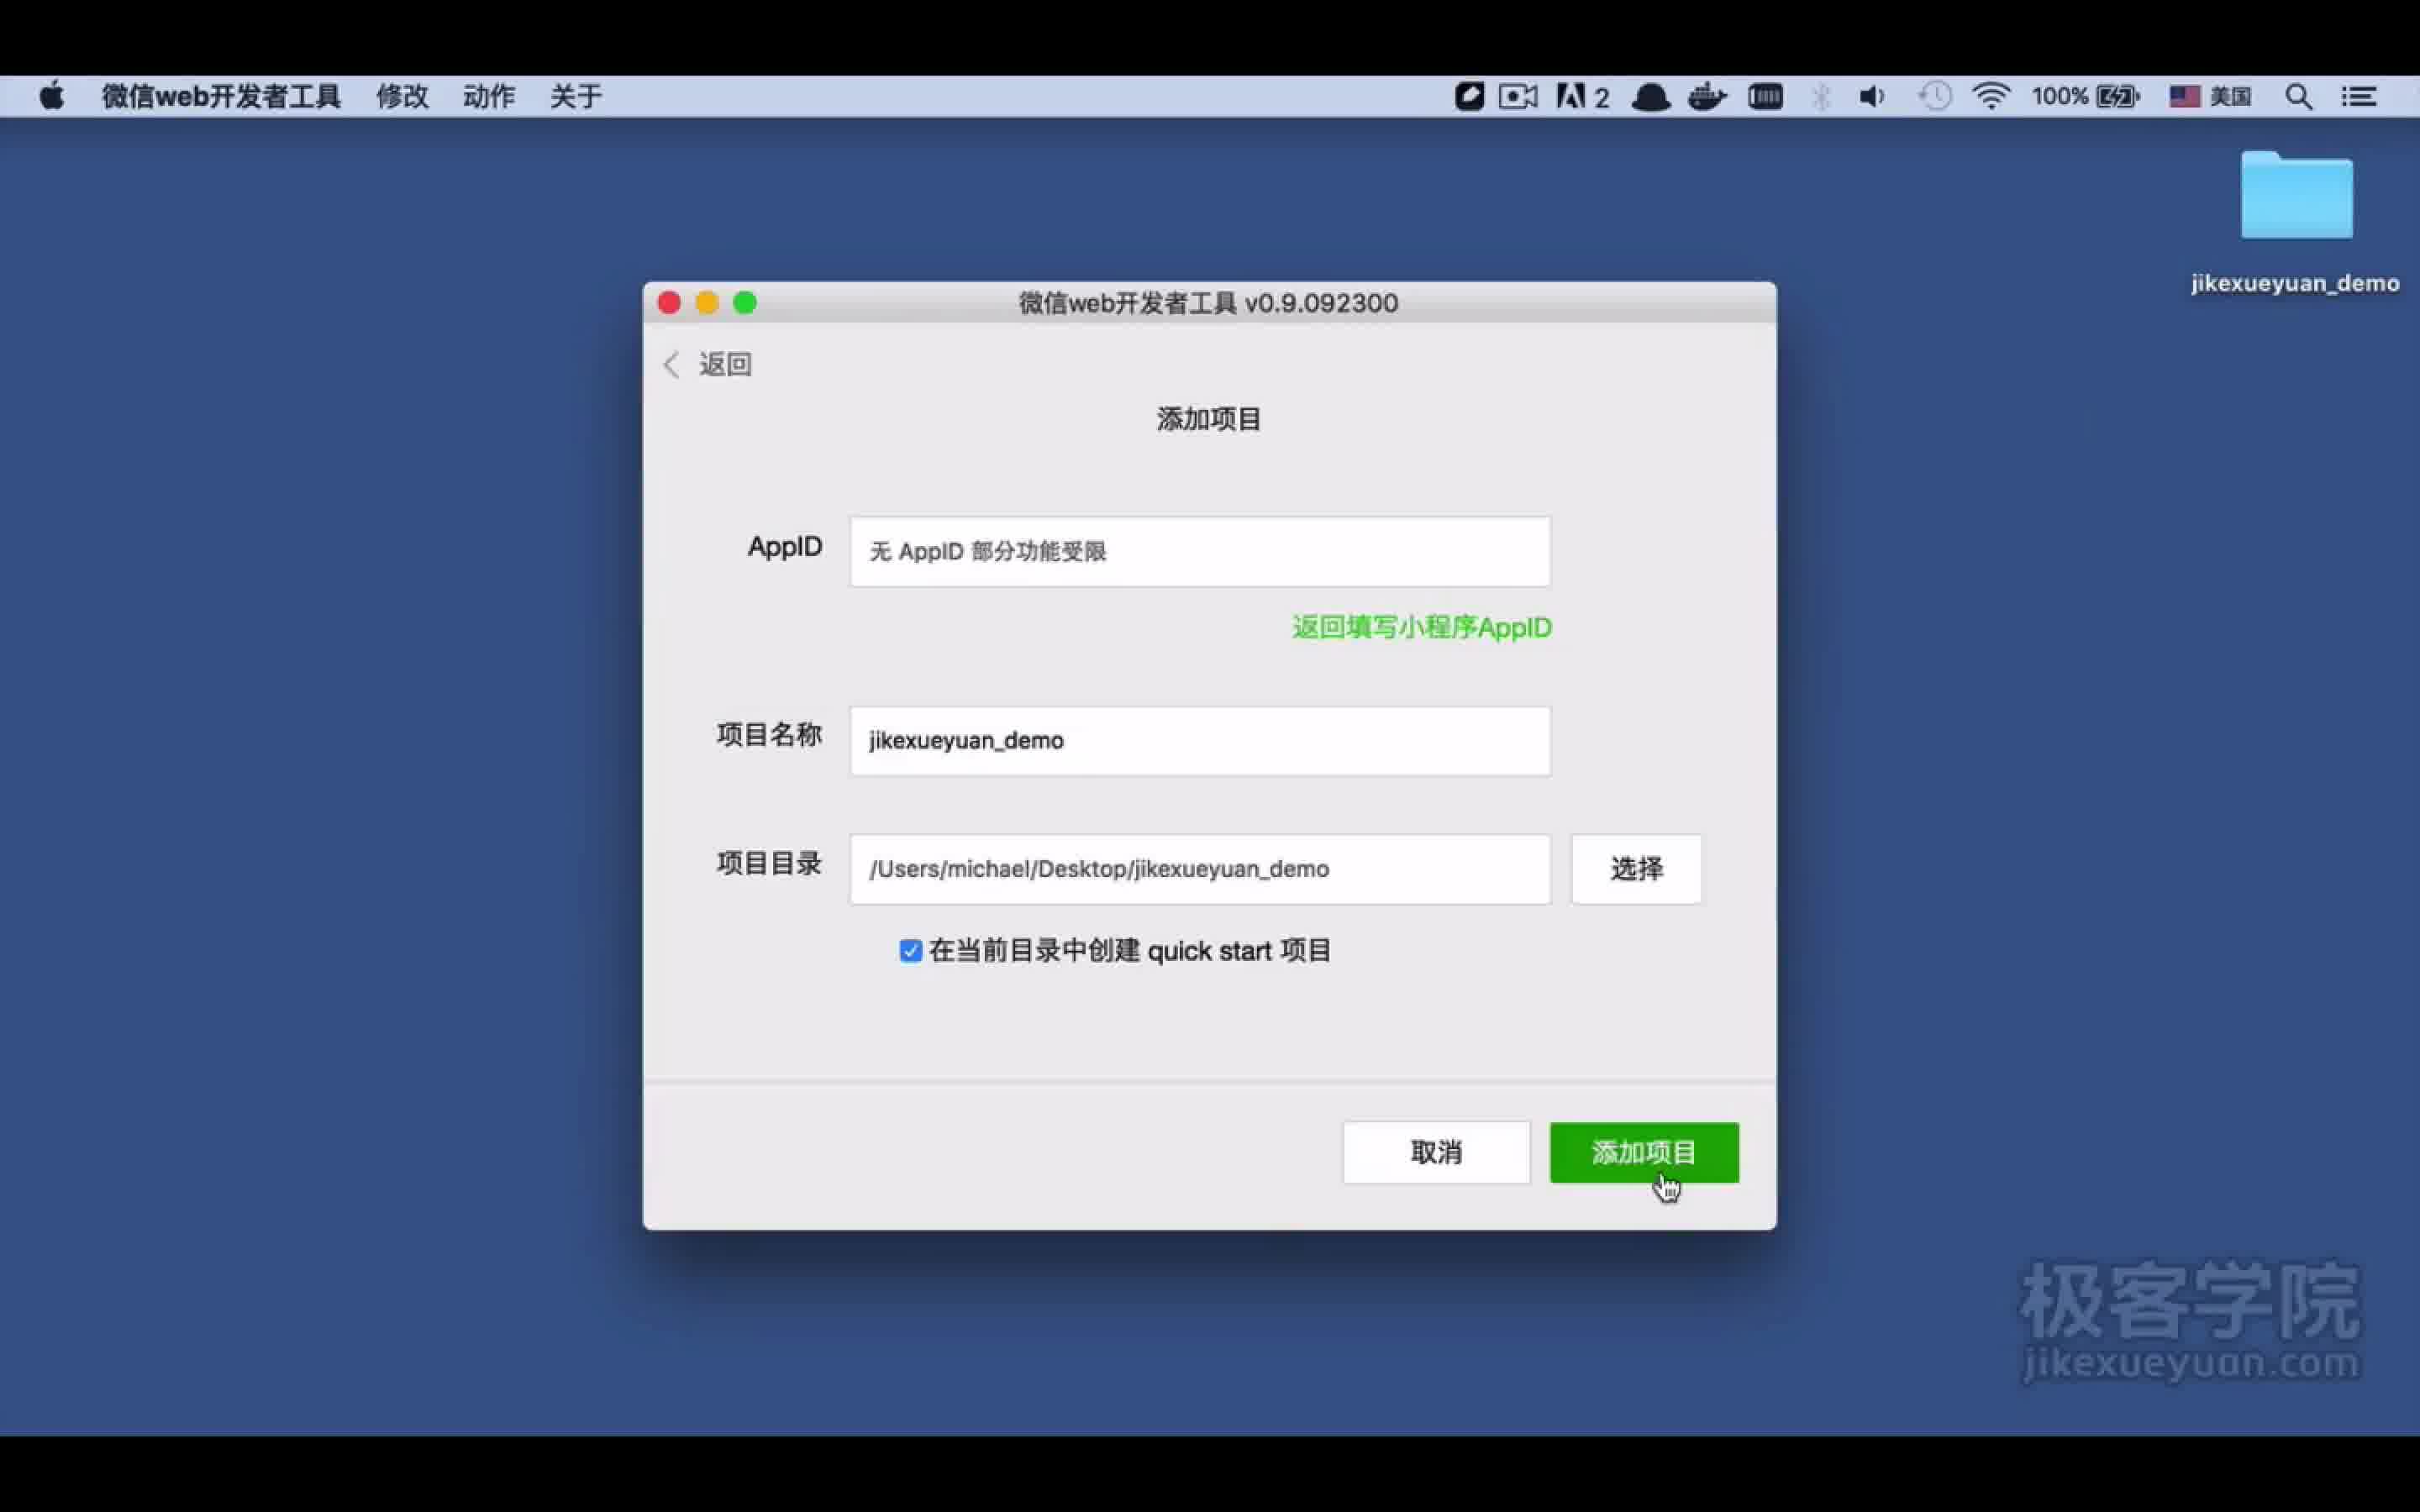 微信web开发者工具 修改 动作 关于 2 100% 美国
jikexueyuan_demo
微信web开发者工具 v0.9.092300
返回
添加项目
AppID 无 AppID 部分功能受限
返回填写小程序AppID
项目名称 jikexueyuan_demo
项目目录 /Users/michael/Desktop/jikexueyuan_demo 选择
在当前目录中创建 quick start 项目
取消 添加项目
极客学院
jikexueyuan.com